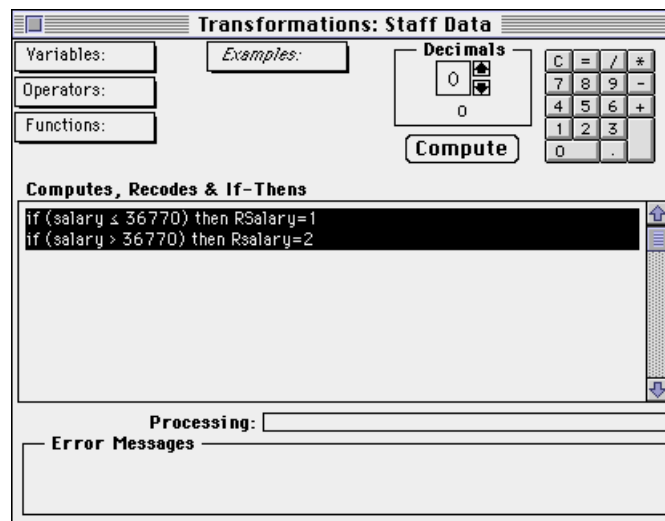 Transformations: Staff Data
Variables:
Examples:
Operators:
Functions:
Decimals
0
0
Compute
C = / *
7 8 9 -
4 5 6 +
1 2 3
0 .
Computes, Recodes & If-Thens
if (salary ≤ 36770) then RSalary=1
if (salary > 36770) then Rsalary=2
Processing:
Error Messages